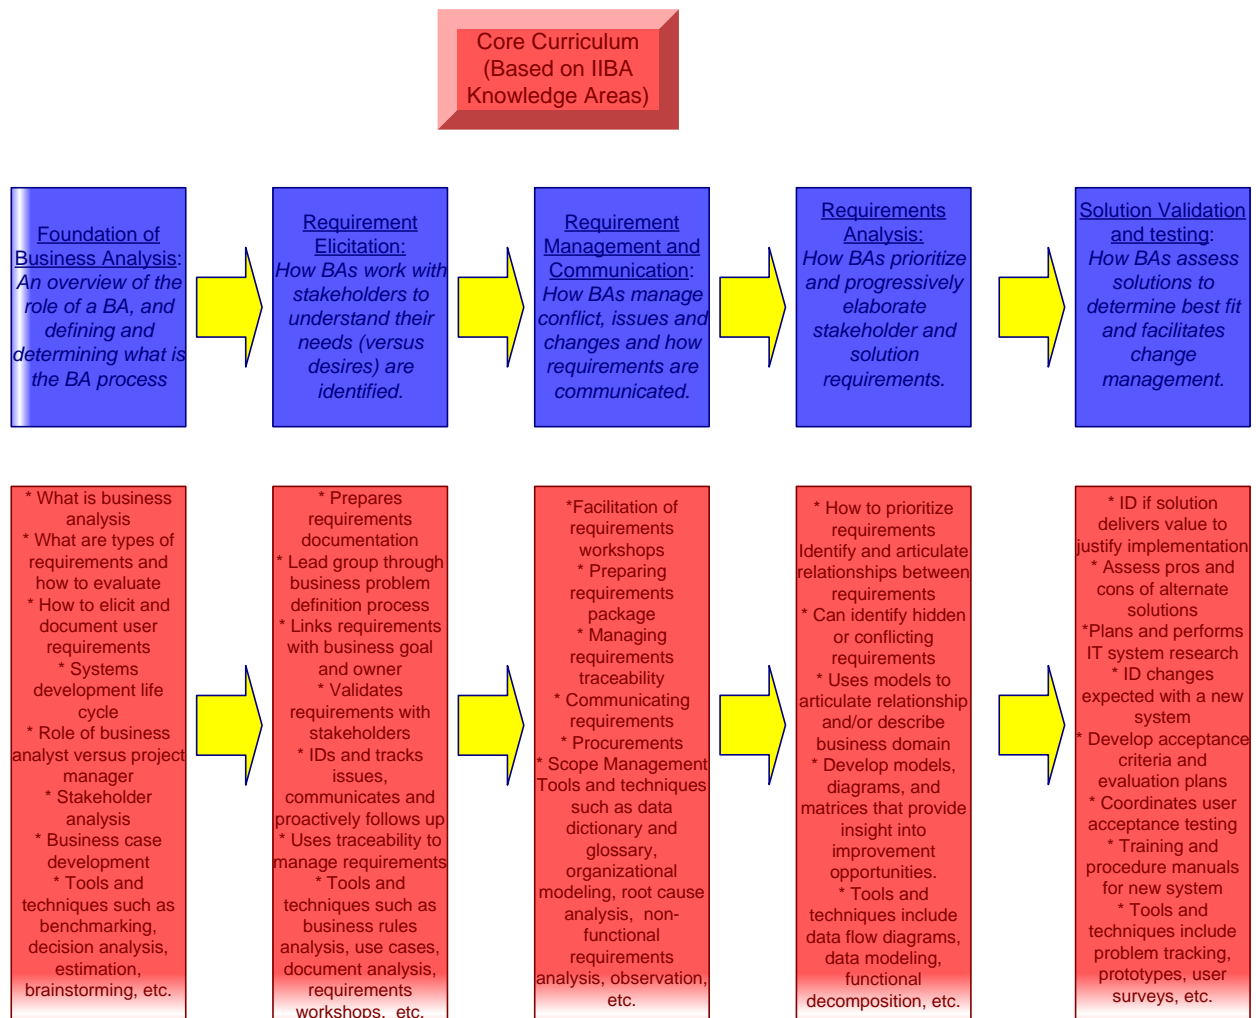 Core Curriculum
(Based on IIBA
Knowledge Areas)
Foundation of
Business Analysis:
An overview of the
role of a BA, and
defining and
determining what is
the BA process
Requirement
Elicitation:
How BAs work with
stakeholders to
understand their
needs (versus
desires) are
identified.
Requirement
Management and
Communication:
How BAs manage
conflict, issues and
changes and how
requirements are
communicated.
Requirements
Analysis:
How BAs prioritize
and progressively
elaborate
stakeholder and
solution
requirements.
Solution Validation
and testing:
How BAs assess
solutions to
determine best fit
and facilitates
change
management.
* What is business
analysis
* What are types of
requirements and
how to evaluate
* How to elicit and
document user
requirements
* Systems
development life
cycle
* Role of business
analyst versus project
manager
* Stakeholder
analysis
* Business case
development
* Tools and
techniques such as
benchmarking,
decision analysis,
estimation,
brainstorming, etc.
* Prepares
requirements
documentation
* Lead group through
business problem
definition process
* Links requirements
with business goal
and owner
* Validates
requirements with
stakeholders
* IDs and tracks
issues,
communicates and
proactively follows up
* Uses traceability to
manage requirements
* Tools and
techniques such as
business rules
analysis, use cases,
document analysis,
requirements
workshops, etc.
*Facilitation of
requirements
workshops
* Preparing
requirements
package
* Managing
requirements
traceability
* Communicating
requirements
* Procurements
* Scope Management
Tools and techniques
such as data
dictionary and
glossary,
organizational
modeling, root cause
analysis, non-
functional
requirements
analysis, observation,
etc.
* How to prioritize
requirements
Identify and articulate
relationships between
requirements
* Can identify hidden
or conflicting
requirements
* Uses models to
articulate relationship
and/or describe
business domain
* Develop models,
diagrams, and
matrices that provide
insight into
improvement
opportunities.
* Tools and
techniques include
data flow diagrams,
data modeling,
functional
decomposition, etc.
* ID if solution
delivers value to
justify implementation
* Assess pros and
cons of alternate
solutions
*Plans and performs
IT system research
* ID changes
expected with a new
system
* Develop acceptance
criteria and
evaluation plans
* Coordinates user
acceptance testing
* Training and
procedure manuals
for new system
* Tools and
techniques include
problem tracking,
prototypes, user
surveys, etc.